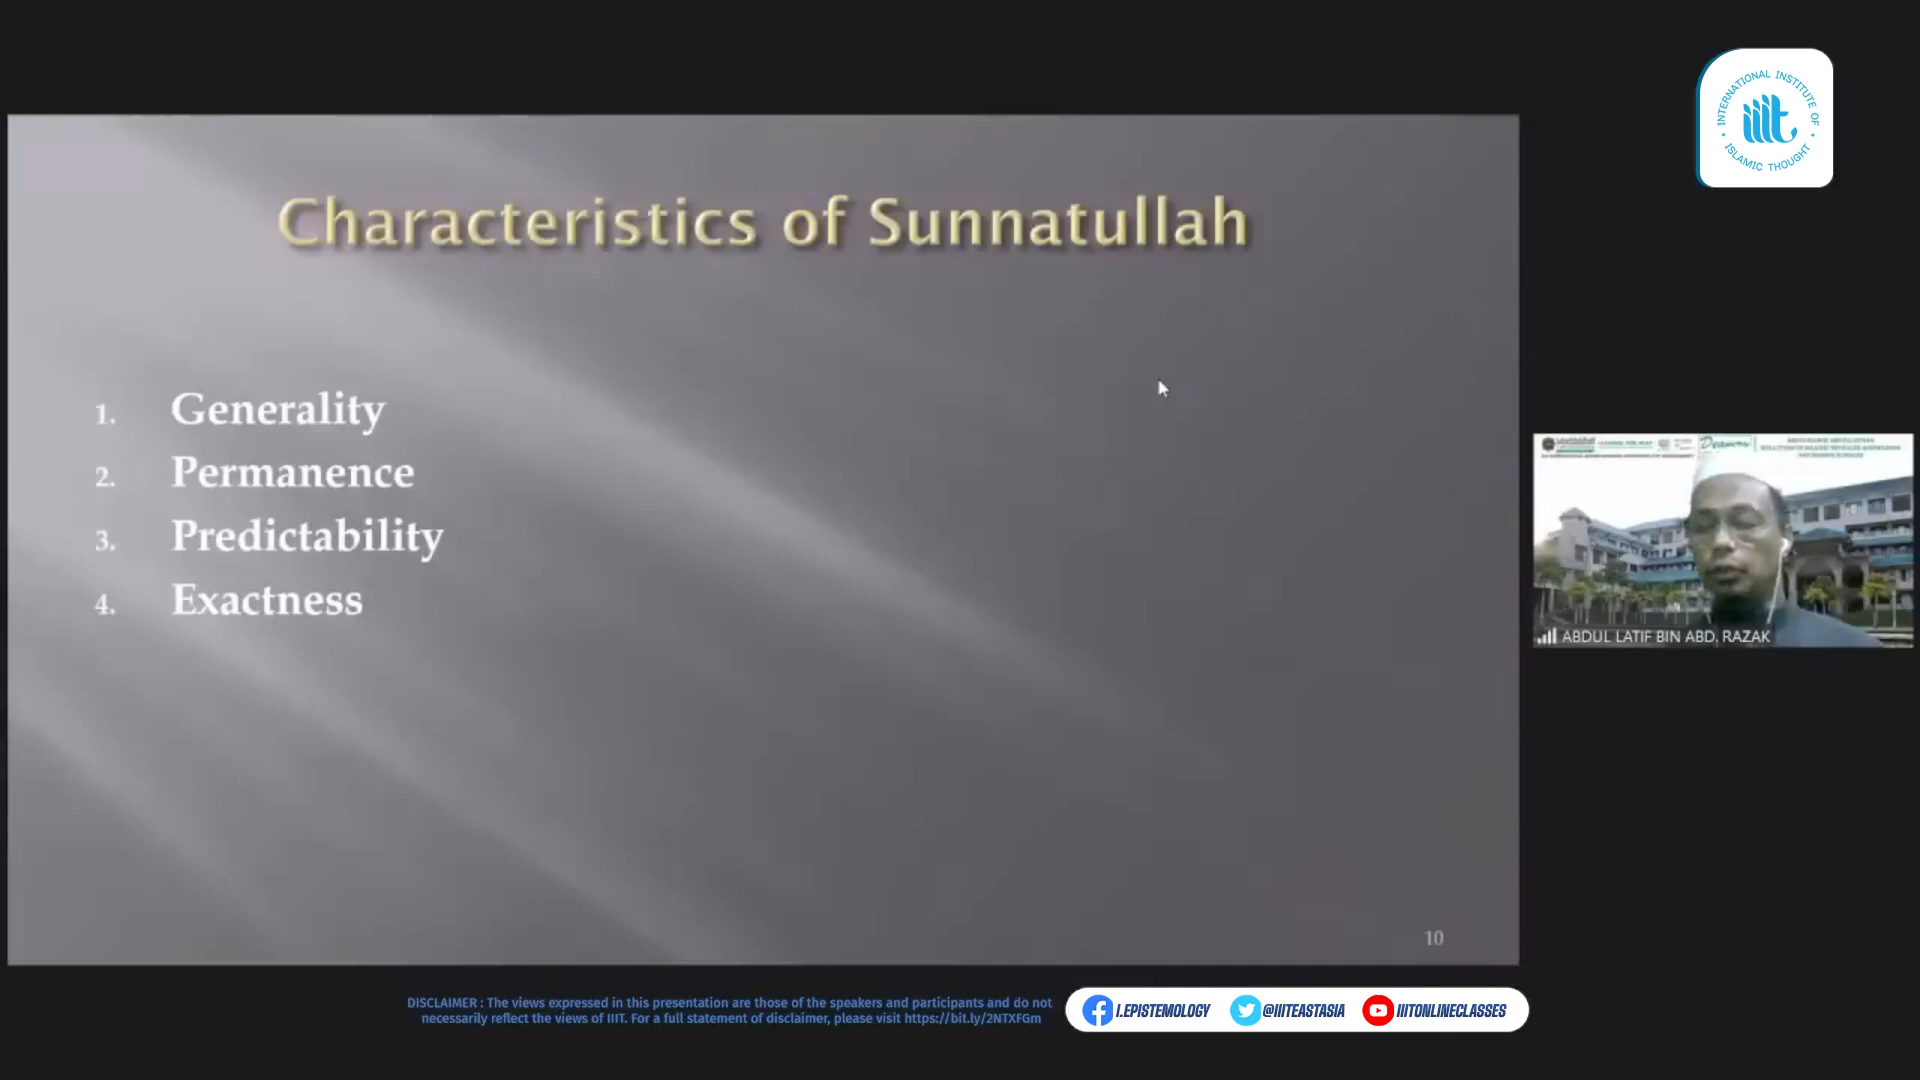 INTERNATIONAL INSTITUTE OF
ISLAMIC THOUGHT
iiit
Characteristics of Sunnatullah
1. Generality
2. Permanence
3. Predictability
4. Exactness
10
ABDUL LATIF BIN ABD. RAZAK
DISCLAIMER : The views expressed in this presentation are those of the speakers and participants and do not
necessarily reflect the views of IIIT. For a full statement of disclaimer, please visit https://bit.ly/2NTXFGm
I.EPISTEMOLOGY @IIITEASTASIA IIITONLINECLASSES